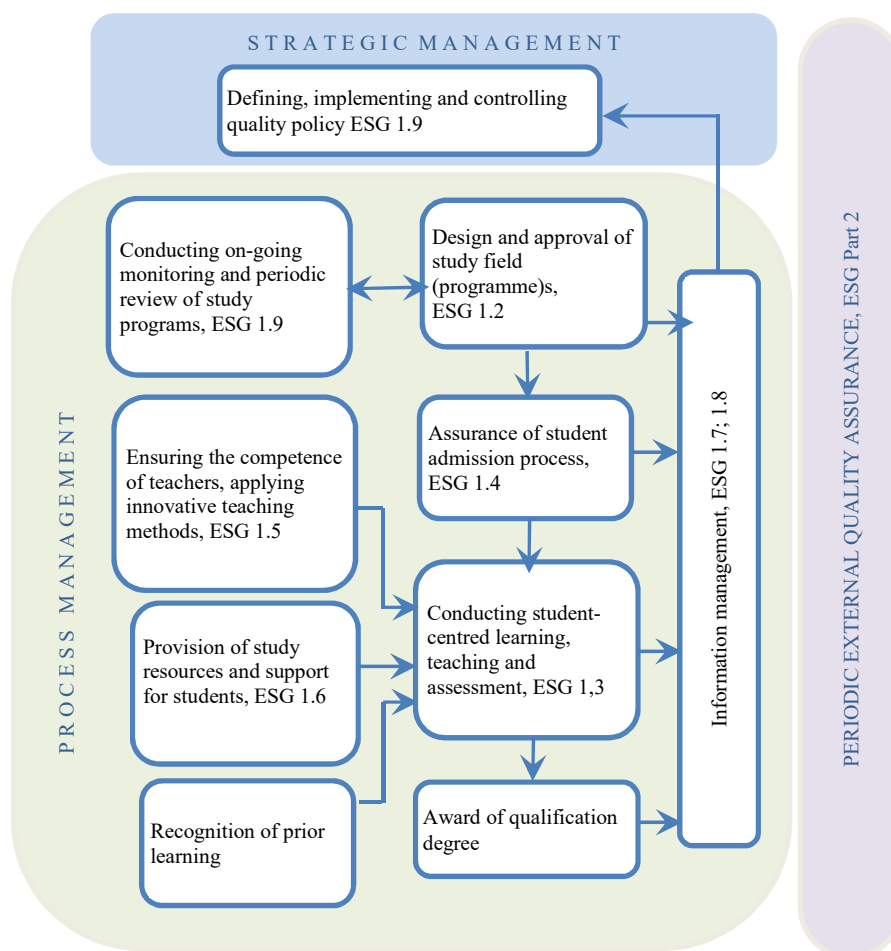 STRATEGIC MANAGEMENT
Defining, implementing and controlling
quality policy ESG 1.9
Conducting on-going
monitoring and periodic
review of study
programs, ESG 1.9
Design and approval of
study field
(programme)s,
ESG 1.2
Ensuring the competence
of teachers, applying
innovative teaching
methods, ESG 1.5
Assurance of student
admission process,
ESG 1.4
Provision of study
resources and support
for students, ESG 1.6
Conducting student-
centred learning,
teaching and
assessment, ESG 1,3
Recognition of prior
learning
Award of qualification
degree
Information management, ESG 1.7; 1.8
PROCESS MANAGEMENT
PERIODIC EXTERNAL QUALITY ASSURANCE, ESG Part 2